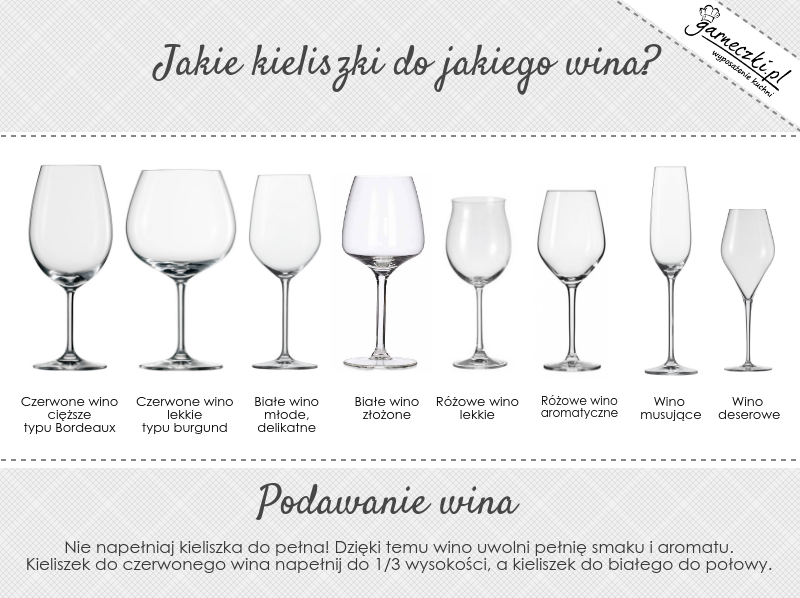 Jakie kieliszki do jakiego wina?
garneczki.pl
wyposażenie kuchni
Czerwone wino
cięższe
typu Bordeaux
Czerwone wino
lekkie
typu burgund
Białe wino
młode,
delikatne
Białe wino
złożone
Różowe wino
lekkie
Różowe wino
aromatyczne
Wino
musujące
Wino
deserowe
Podawanie wina
Nie napełniaj kieliszka do pełna! Dzięki temu wino uwolni pełnię smaku i aromatu.
Kieliszek do czerwonego wina napełnij do 1/3 wysokości, a kieliszek do białego do połowy.